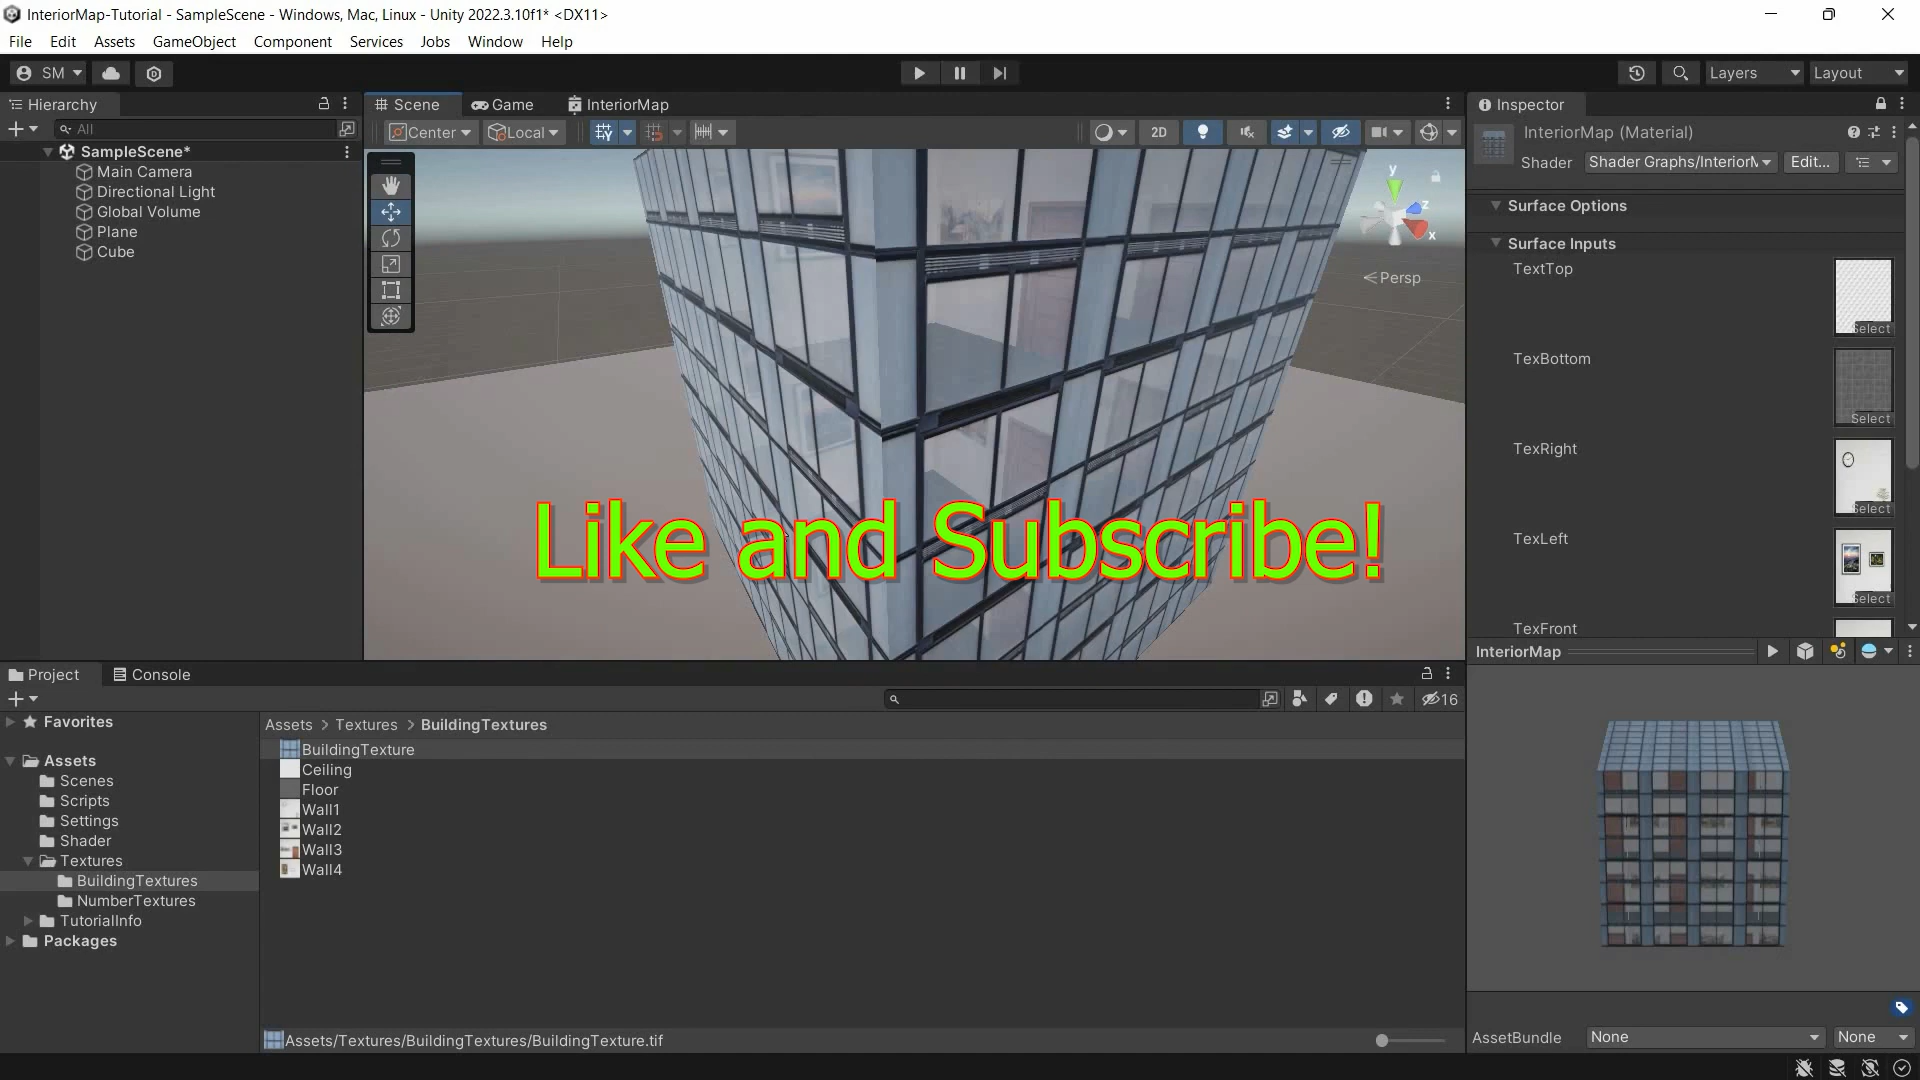 InteriorMap-Tutorial - SampleScene - Windows, Mac, Linux - Unity 2022.3.10f1* <DX11>
File Edit Assets GameObject Component Services Jobs Window Help
SM Layers Layout
Hierarchy
All
SampleScene*
Main Camera
Directional Light
Global Volume
Plane
Cube
Scene Game InteriorMap
Center Local 2D
y
z
x
Persp
Like and Subscribe!
Inspector
InteriorMap (Material)
Shader Shader Graphs/InteriorM Edit...
Surface Options
Surface Inputs
TextTop
Select
TexBottom
Select
TexRight
Select
TexLeft
Select
TexFront
InteriorMap
Project Console
16
Favorites
Assets
Scenes
Scripts
Settings
Shader
Textures
BuildingTextures
NumberTextures
TutorialInfo
Packages
Assets > Textures > BuildingTextures
BuildingTexture
Ceiling
Floor
Wall1
Wall2
Wall3
Wall4
Assets/Textures/BuildingTextures/BuildingTexture.tif
AssetBundle None None